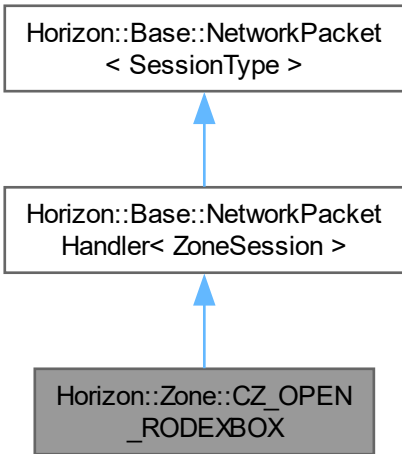 Horizon::Base::NetworkPacket
< SessionType >
Horizon::Base::NetworkPacket
Handler< ZoneSession >
Horizon::Zone::CZ_OPEN
_RODEXBOX